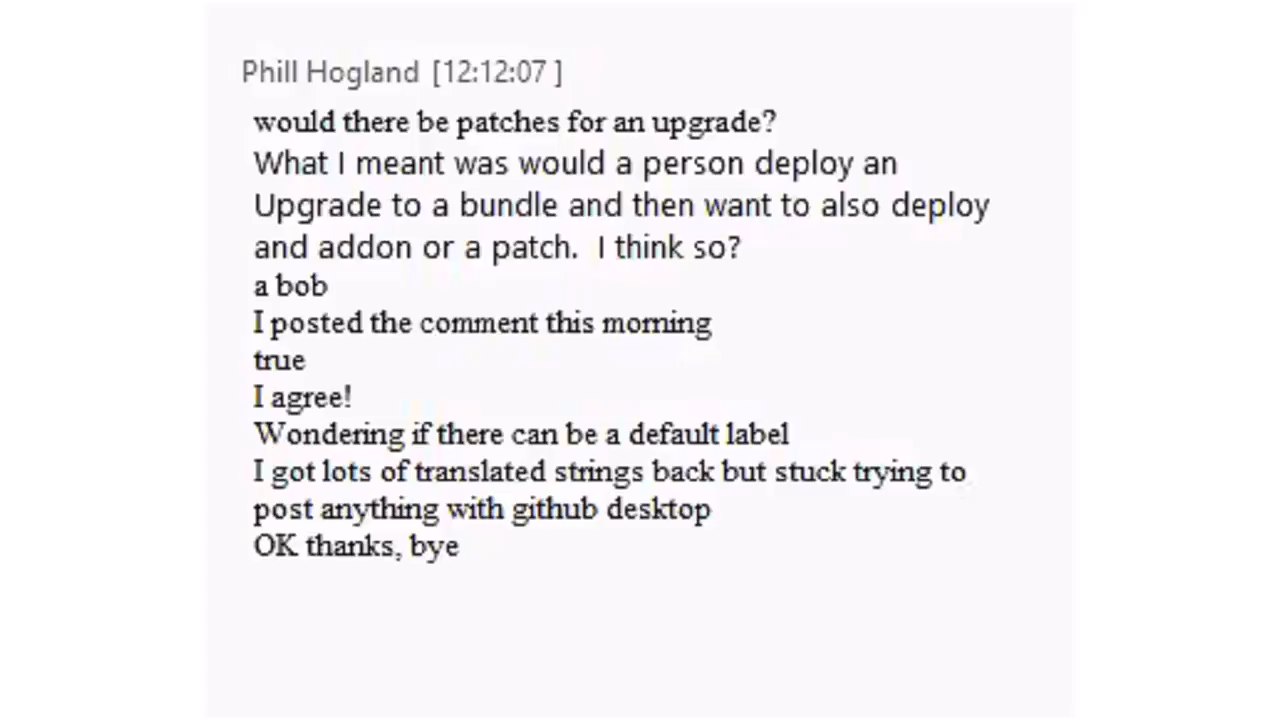 Phill Hogland [12:12:07 ]
would there be patches for an upgrade?
What I meant was would a person deploy an
Upgrade to a bundle and then want to also deploy
and addon or a patch.  I think so?
a bob
I posted the comment this morning
true
I agree!
Wondering if there can be a default label
I got lots of translated strings back but stuck trying to
post anything with github desktop
OK thanks, bye